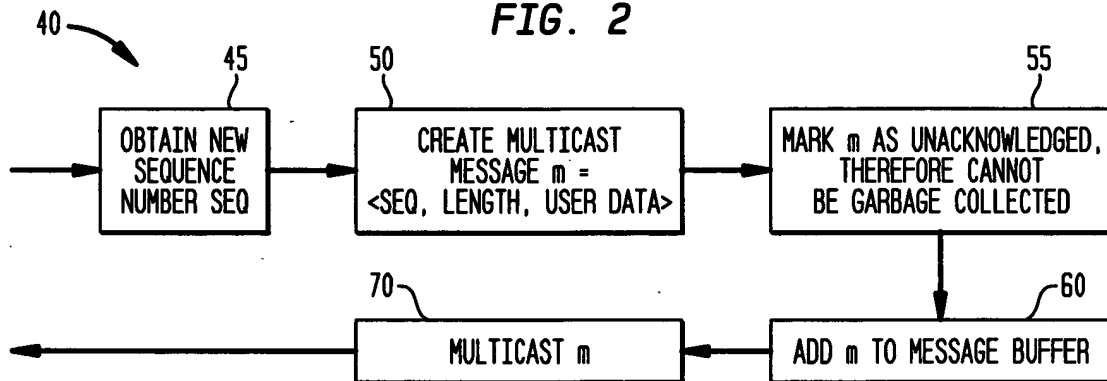 FIG. 2
40
45
OBTAIN NEW
SEQUENCE
NUMBER SEQ
50
CREATE MULTICAST
MESSAGE m =
<SEQ, LENGTH, USER DATA>
55
MARK m AS UNACKNOWLEDGED,
THEREFORE CANNOT
BE GARBAGE COLLECTED
60
ADD m TO MESSAGE BUFFER
70
MULTICAST m